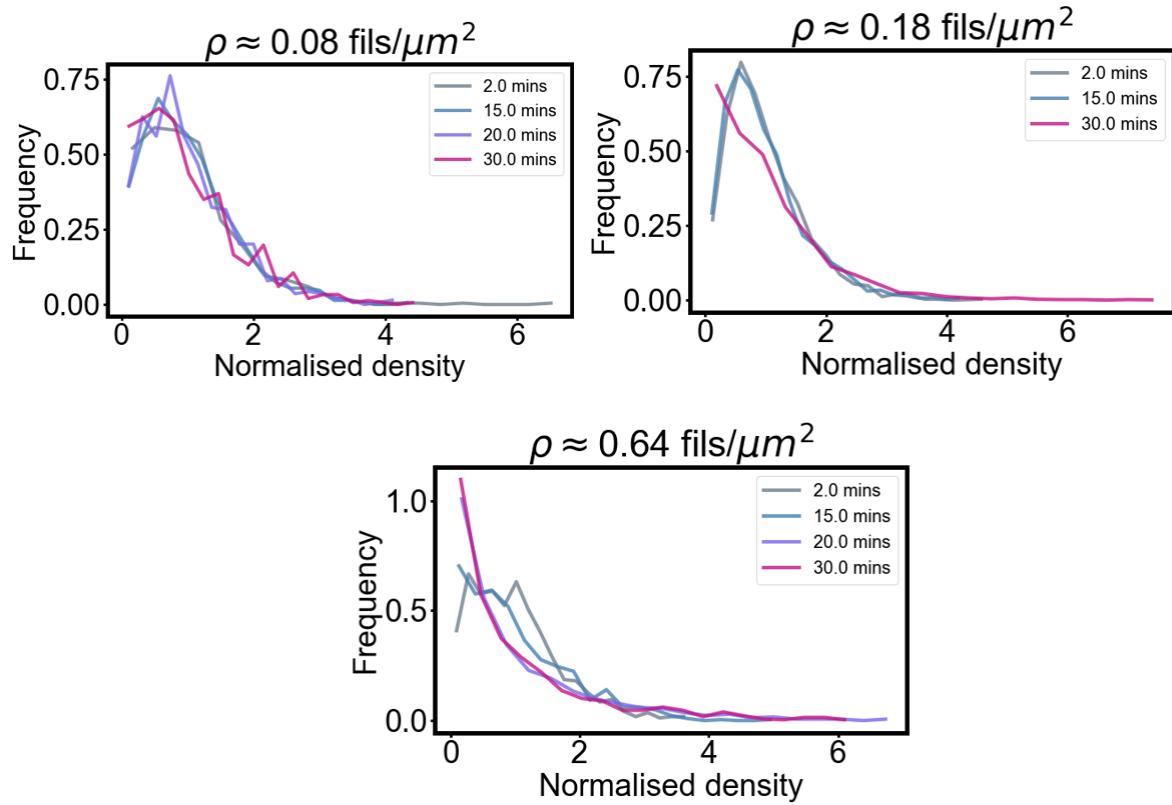 ρ ≈ 0.08 fils/μm²
0.75
0.50
0.25
0.00
Frequency
2.0 mins
15.0 mins
20.0 mins
30.0 mins
0 2 4 6
Normalised density
ρ ≈ 0.18 fils/μm²
0.75
0.50
0.25
0.00
Frequency
2.0 mins
15.0 mins
30.0 mins
0 2 4 6
Normalised density
ρ ≈ 0.64 fils/μm²
1.0
0.5
0.0
Frequency
2.0 mins
15.0 mins
20.0 mins
30.0 mins
0 2 4 6
Normalised density